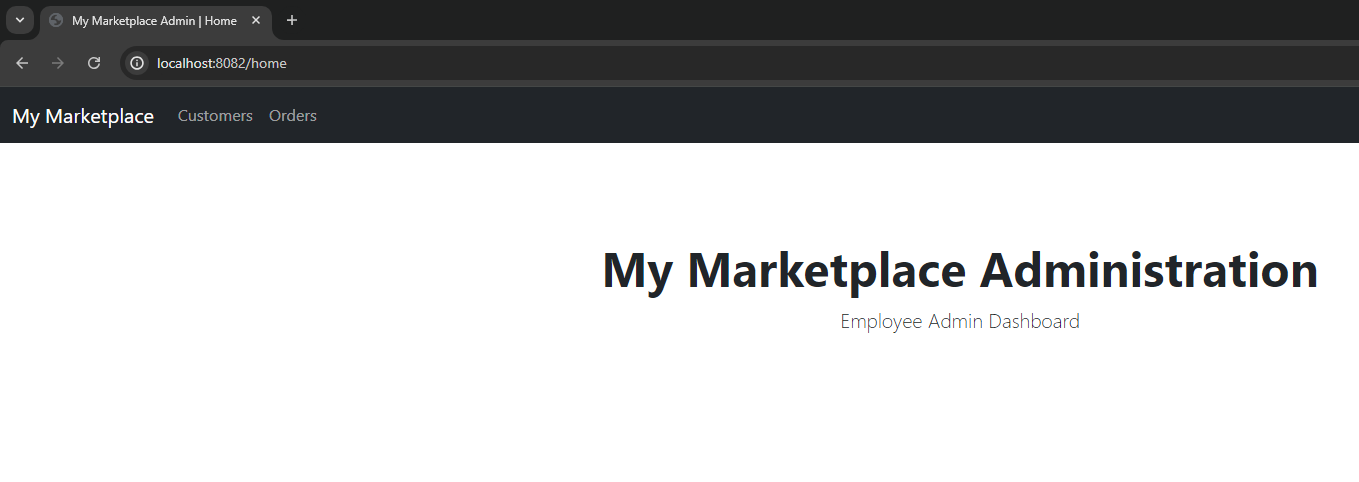 My Marketplace Admin | Home
localhost:8082/home
My Marketplace Customers Orders
My Marketplace Administration
Employee Admin Dashboard